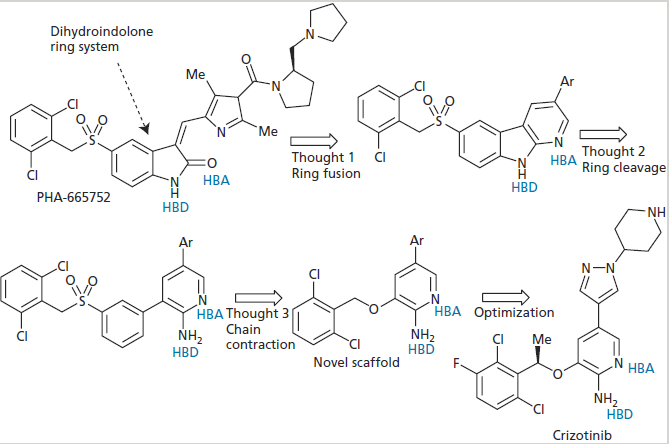 Dihydroindolone
ring system
N
O
Me
N
Cl
O
O
S
N
Me
Cl
O
HBA
N
H
HBD
PHA-665752
Thought 1
Ring fusion
Cl
O
O
S
Cl
Ar
N
HBA
N
H
HBD
Thought 2
Ring cleavage
Cl
O
O
S
Cl
Ar
N
HBA
NH2
HBD
Thought 3
Chain
contraction
Cl
O
Cl
Ar
N
HBA
NH2
HBD
Novel scaffold
Optimization
NH
N
N
Cl
Me
F
O
Cl
N
HBA
NH2
HBD
Crizotinib